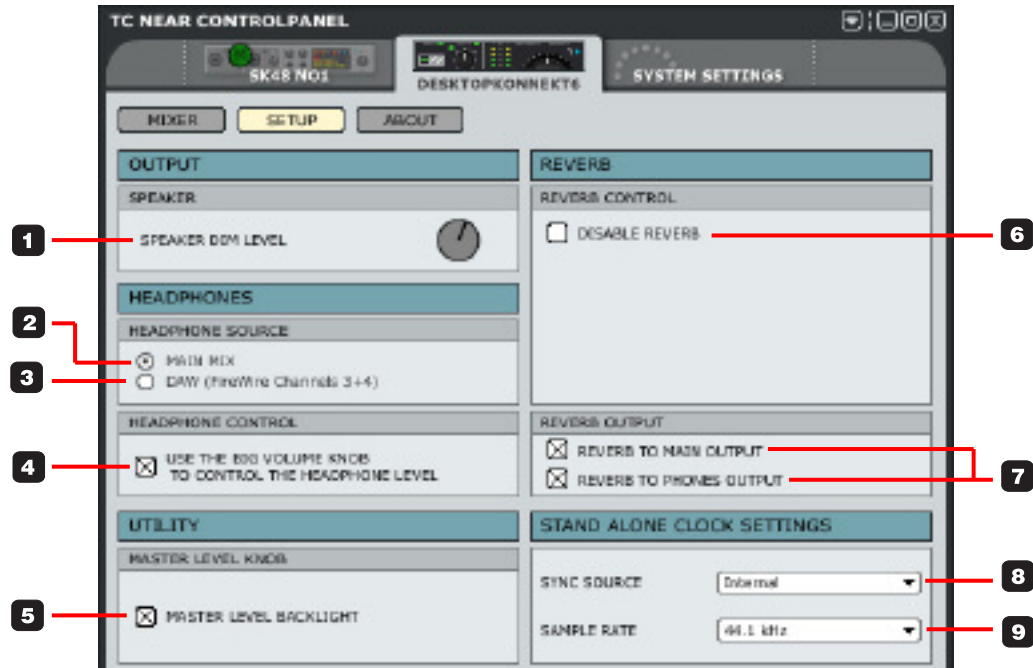 TC NEAR CONTROLPANEL
SK48 NO1
DESKTOPKONNEKT6
SYSTEM SETTINGS
MIXER
SETUP
ABOUT
OUTPUT
SPEAKER
1
SPEAKER DIM LEVEL
HEADPHONES
HEADPHONE SOURCE
2
MAIN MIX
3
DAW (FireWire Channels 3+4)
HEADPHONE CONTROL
4
USE THE BIG VOLUME KNOB
TO CONTROL THE HEADPHONE LEVEL
UTILITY
MASTER LEVEL KNOB
5
MASTER LEVEL BACKLIGHT
REVERB
REVERB CONTROL
DISABLE REVERB
6
REVERB OUTPUT
REVERB TO MAIN OUTPUT
REVERB TO PHONES OUTPUT
7
STAND ALONE CLOCK SETTINGS
SYNC SOURCE
Internal
8
SAMPLE RATE
44.1 kHz
9